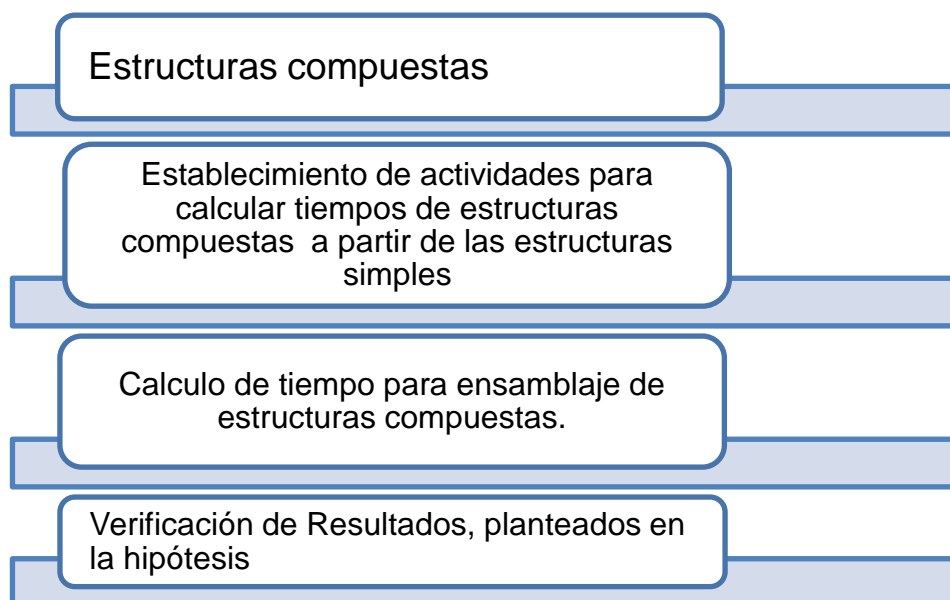 Estructuras compuestas
Establecimiento de actividades para
calcular tiempos de estructuras
compuestas a partir de las estructuras
simples
Calculo de tiempo para ensamblaje de
estructuras compuestas.
Verificación de Resultados, planteados en
la hipótesis